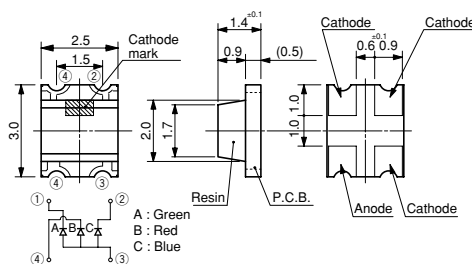 2.5
1.5
Cathode
mark
④ ②
3.0
④ ③
1.4±0.1
0.9 (0.5)
2.0
1.7
Resin
P.C.B.
Cathode Cathode
0.6±0.1 0.9
1.0
1.0
Anode Cathode
① ②
A B C
④ ③
A : Green
B : Red
C : Blue